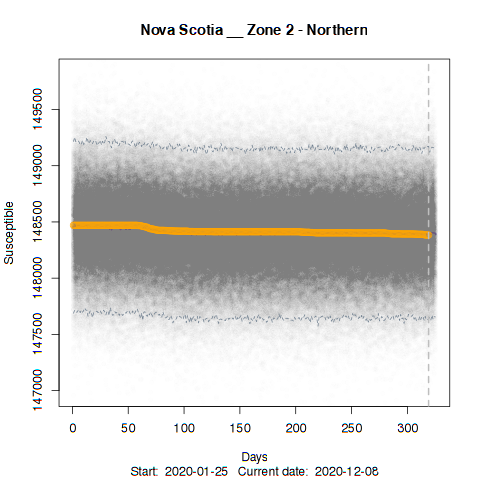 Nova Scotia __ Zone 2 - Northern
Susceptible
149500
149000
148500
148000
147500
147000
0 50 100 150 200 250 300
Days
Start: 2020-01-25 Current date: 2020-12-08